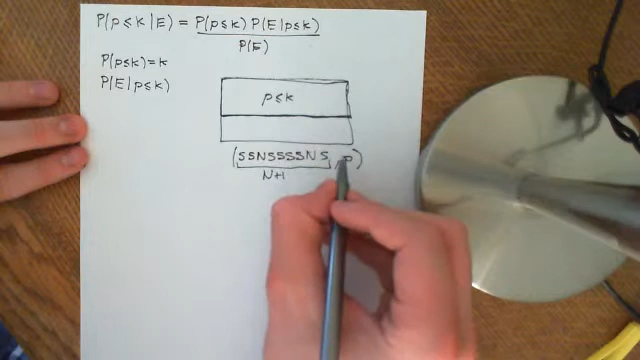 P(p≤k|E) = P(p≤k) P(E|p≤k)
P(E)
P(p≤k)=k
P(E|p≤k)
p≤k
(SSNSSSSNS, p)
N+1